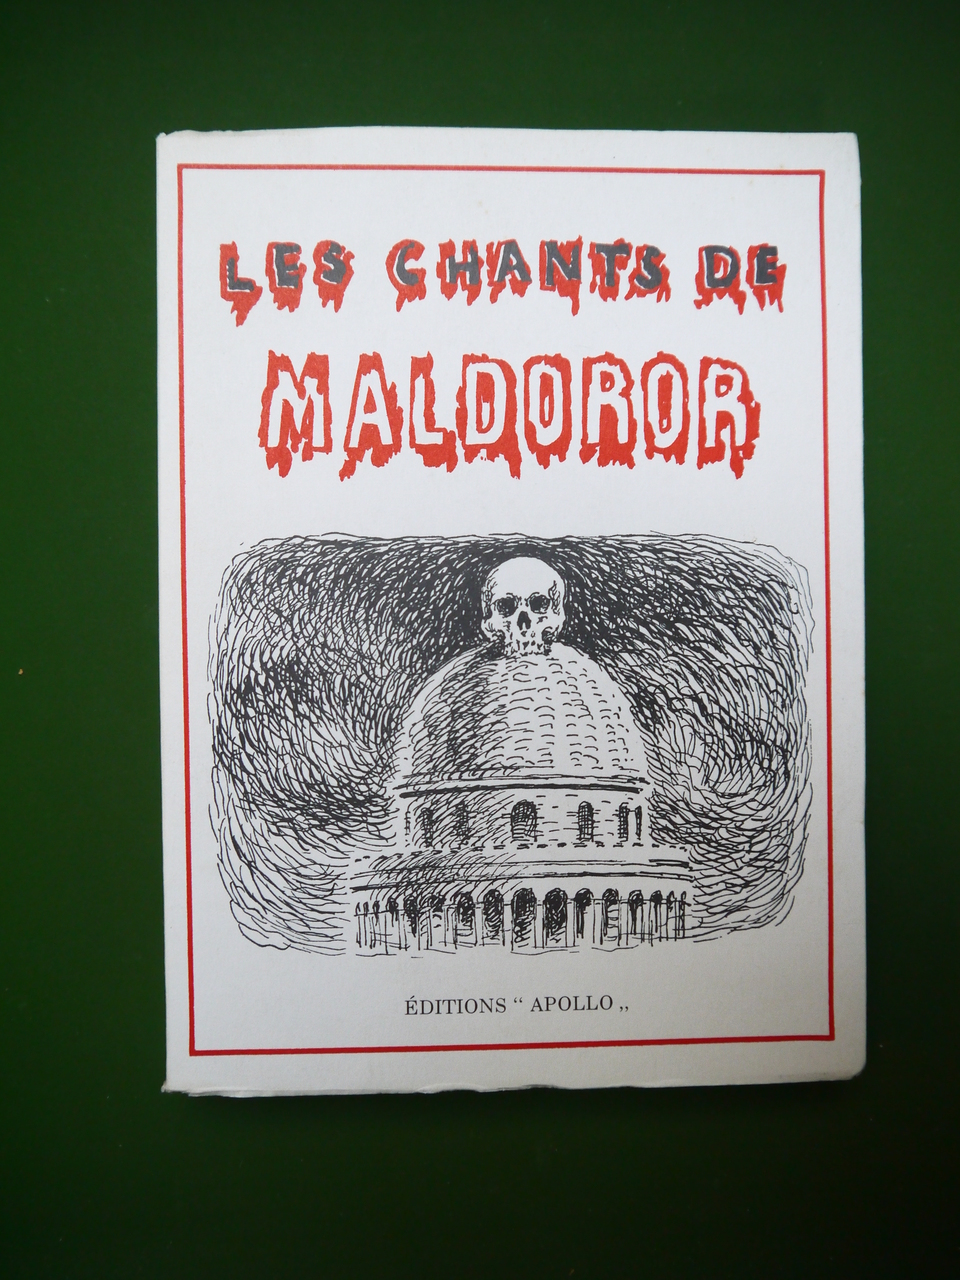 LES CHANTS DE
MALDOROR
ÉDITIONS “ APOLLO „